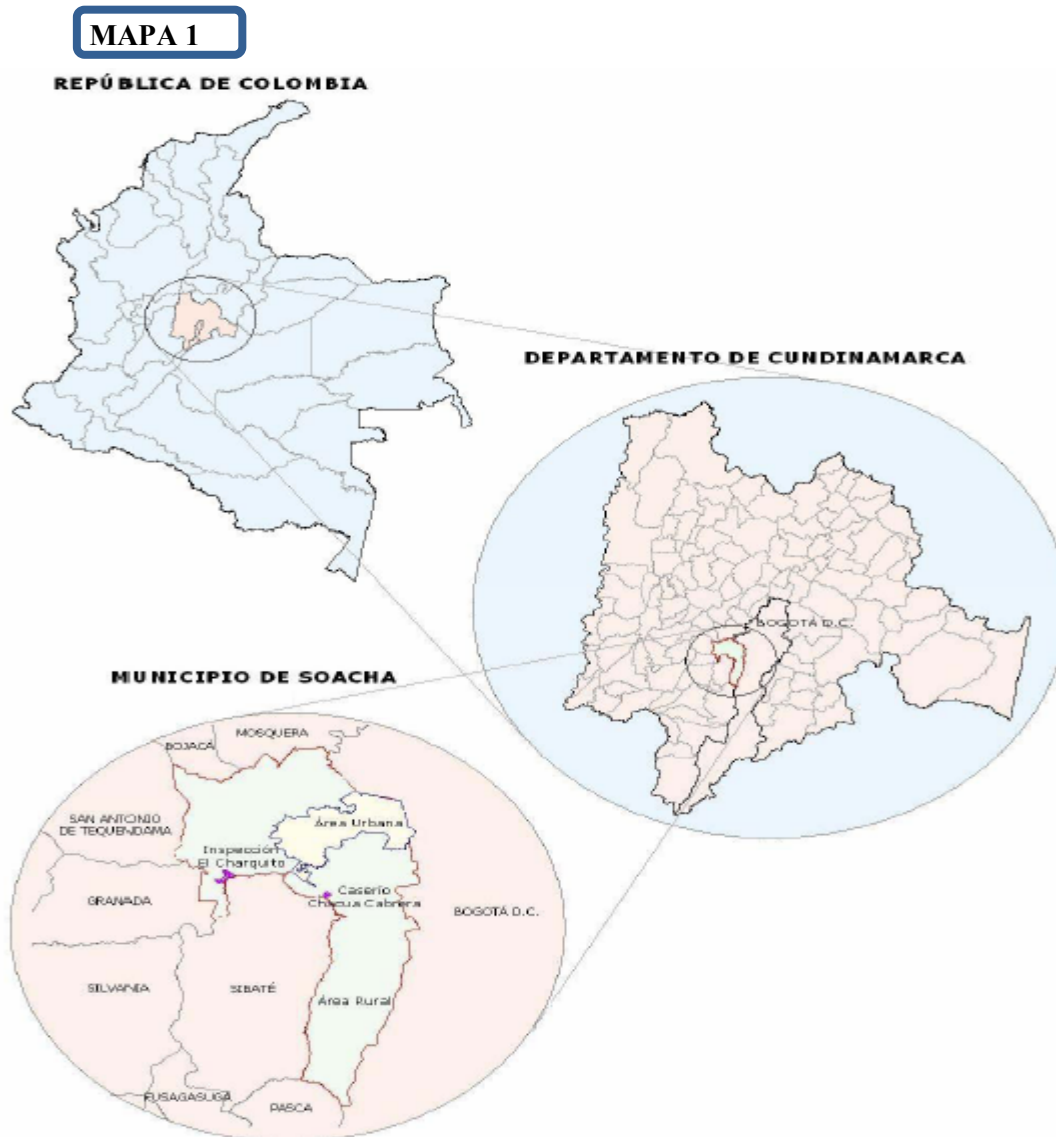 MAPA 1
REPÚBLICA DE COLOMBIA
DEPARTAMENTO DE CUNDINAMARCA
BOGOTÁ D.C.
MUNICIPIO DE SOACHA
MOSQUERA
BOJACÁ
SAN ANTONIO
DE TEQUENDAMA
Área Urbana
Inspección
El Charquito
Caserío
Chacua Cabrera
GRANADA
BOGOTÁ D.C.
SILVANIA
SIBATÉ
Área Rural
FUSAGASUGÁ
PASCA